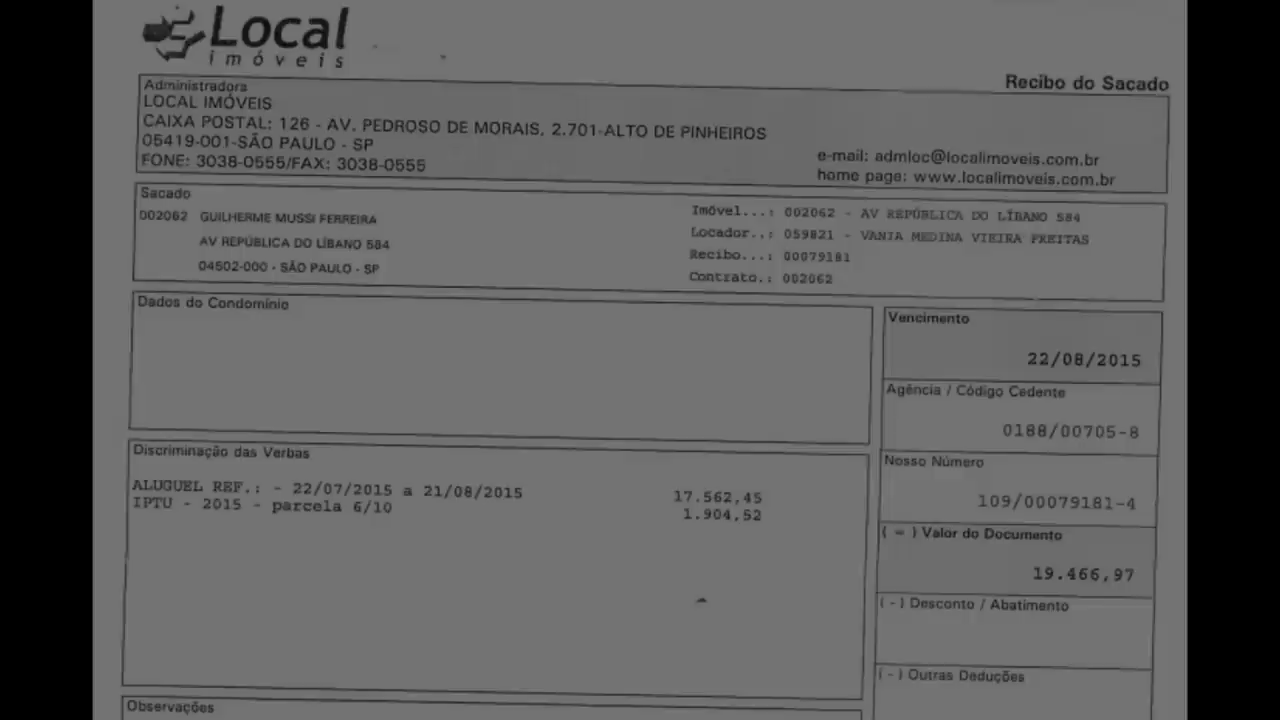 Local
imóveis
Recibo do Sacado
Administradora
LOCAL IMÓVEIS
CAIXA POSTAL: 126 - AV. PEDROSO DE MORAIS, 2.701-ALTO DE PINHEIROS
05419-001-SÃO PAULO - SP
FONE: 3038-0555/FAX: 3038-0555
e-mail: admloc@localimoveis.com.br
home page: www.localimoveis.com.br
Sacado
002062 GUILHERME MUSSI FERREIRA
AV REPÚBLICA DO LÍBANO 584
04502-000 - SÃO PAULO - SP
Imóvel...: 002062 - AV REPÚBLICA DO LÍBANO 584
Locador..: 059821 - VANIA MEDINA VIEIRA FREITAS
Recibo...: 00079181
Contrato.: 002062
Dados do Condomínio
Vencimento
22/08/2015
Agência / Código Cedente
0188/00705-8
Discriminação das Verbas
ALUGUEL REF.: - 22/07/2015 a 21/08/2015 17.562,45
IPTU - 2015 - parcela 6/10 1.904,52
Nosso Número
109/00079181-4
( = ) Valor do Documento
19.466,97
( - ) Desconto / Abatimento
( - ) Outras Deduções
Observações